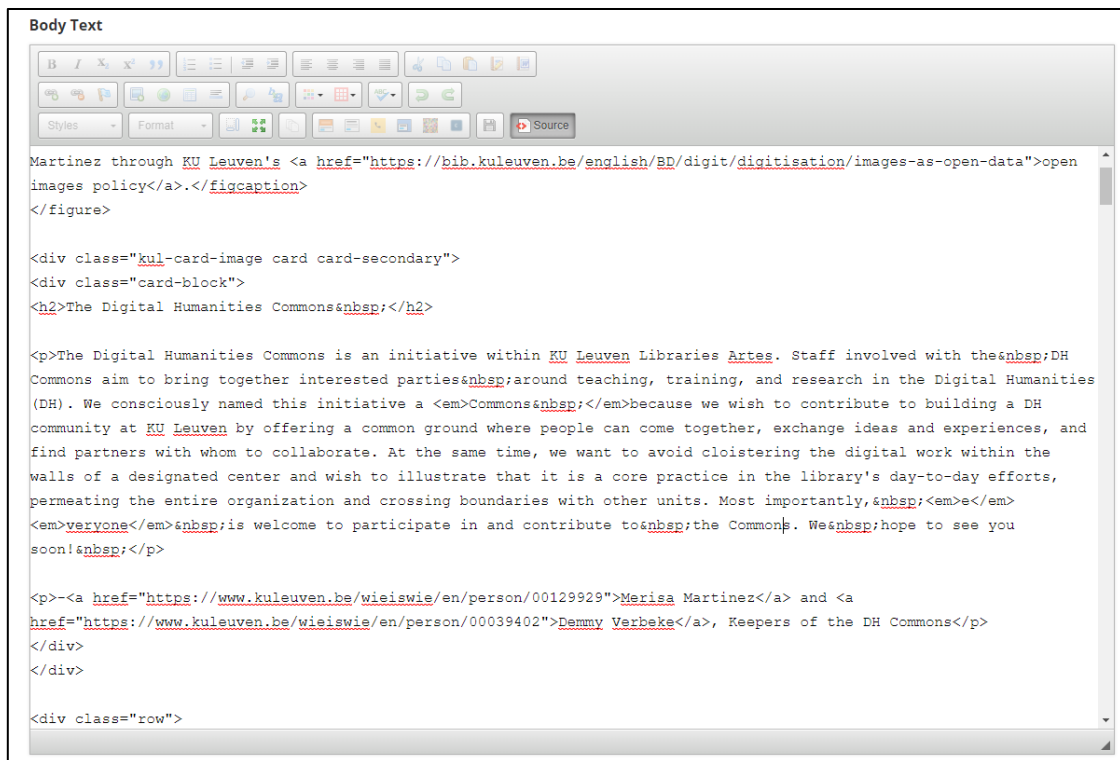 Body Text
B I X₂ X² ”
Styles Format Source
Martinez through KU Leuven's <a href="https://bib.kuleuven.be/english/BD/digit/digitisation/images-as-open-data">open
images policy</a>.</figcaption>
</figure>
<div class="kul-card-image card card-secondary">
<div class="card-block">
<h2>The Digital Humanities Commons&nbsp;</h2>
<p>The Digital Humanities Commons is an initiative within KU Leuven Libraries Artes. Staff involved with the&nbsp;DH
Commons aim to bring together interested parties&nbsp;around teaching, training, and research in the Digital Humanities
(DH). We consciously named this initiative a <em>Commons&nbsp;</em>because we wish to contribute to building a DH
community at KU Leuven by offering a common ground where people can come together, exchange ideas and experiences, and
find partners with whom to collaborate. At the same time, we want to avoid cloistering the digital work within the
walls of a designated center and wish to illustrate that it is a core practice in the library's day-to-day efforts,
permeating the entire organization and crossing boundaries with other units. Most importantly,&nbsp;<em>e</em>
<em>veryone</em>&nbsp;is welcome to participate in and contribute to&nbsp;the Commons. We&nbsp;hope to see you
soon!&nbsp;</p>
<p>-<a href="https://www.kuleuven.be/wieiswie/en/person/00129929">Merisa Martinez</a> and <a
href="https://www.kuleuven.be/wieiswie/en/person/00039402">Demmy Verbeke</a>, Keepers of the DH Commons</p>
</div>
</div>
<div class="row">